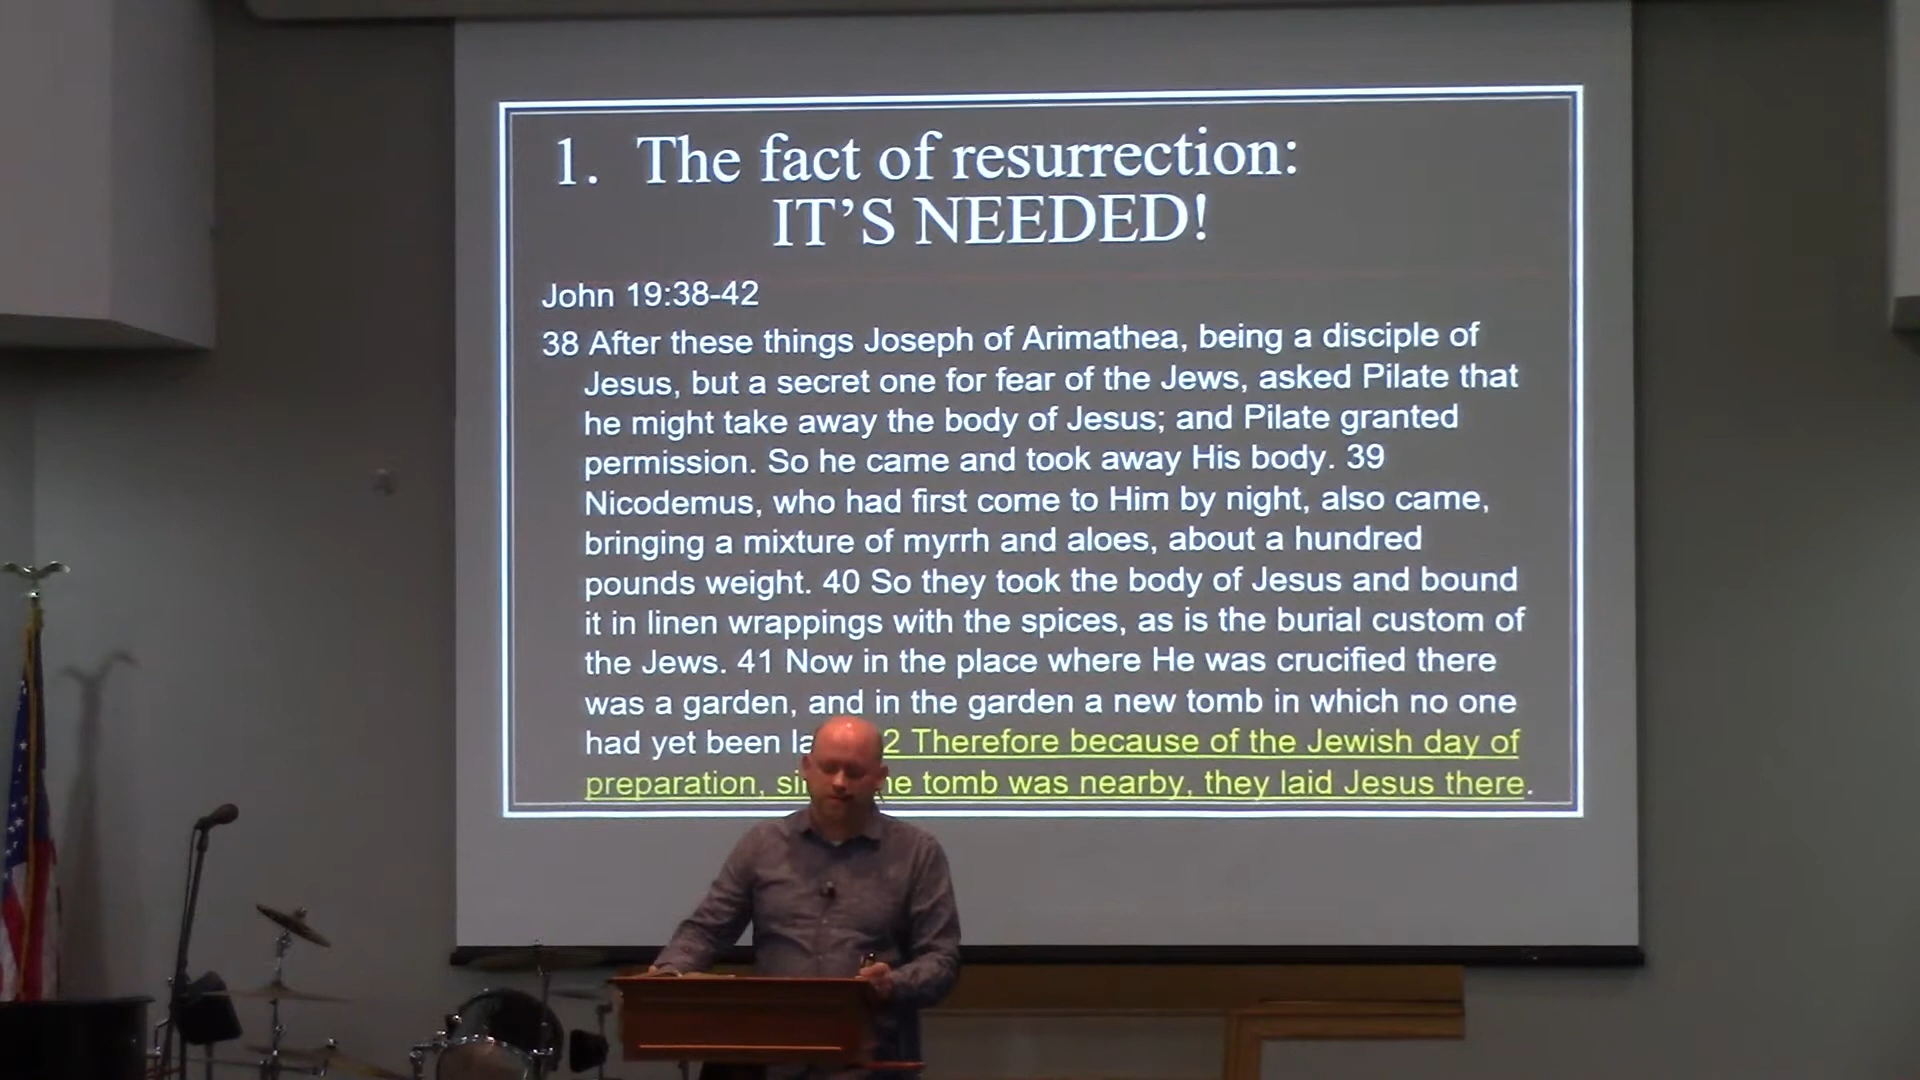 1. The fact of resurrection:
IT’S NEEDED!
John 19:38-42
38 After these things Joseph of Arimathea, being a disciple of
Jesus, but a secret one for fear of the Jews, asked Pilate that
he might take away the body of Jesus; and Pilate granted
permission. So he came and took away His body. 39
Nicodemus, who had first come to Him by night, also came,
bringing a mixture of myrrh and aloes, about a hundred
pounds weight. 40 So they took the body of Jesus and bound
it in linen wrappings with the spices, as is the burial custom of
the Jews. 41 Now in the place where He was crucified there
was a garden, and in the garden a new tomb in which no one
had yet been Therefore because of the Jewish day of
preparation, tomb was nearby, they laid Jesus there.